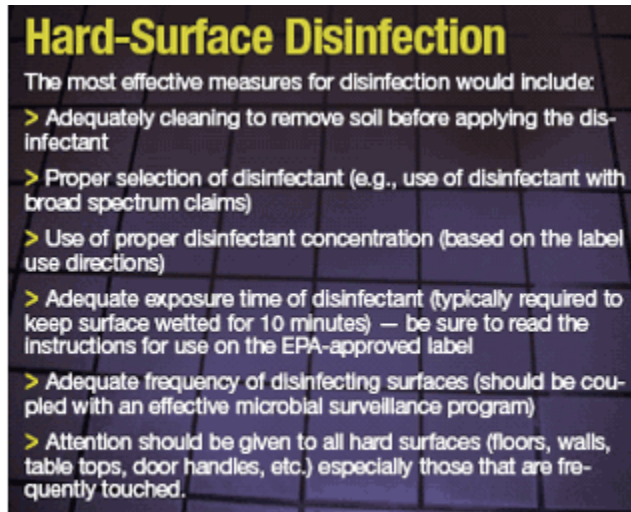 Hard-Surface Disinfection
The most effective measures for disinfection would include:
> Adequately cleaning to remove soil before applying the dis-
infectant
> Proper selection of disinfectant (e.g., use of disinfectant with
broad spectrum claims)
> Use of proper disinfectant concentration (based on the label
use directions)
> Adequate exposure time of disinfectant (typically required to
keep surface wetted for 10 minutes) — be sure to read the
instructions for use on the EPA-approved label
> Adequate frequency of disinfecting surfaces (should be cou-
pled with an effective microbial surveillance program)
> Attention should be given to all hard surfaces (floors, walls,
table tops, door handles, etc.) especially those that are fre-
quently touched.